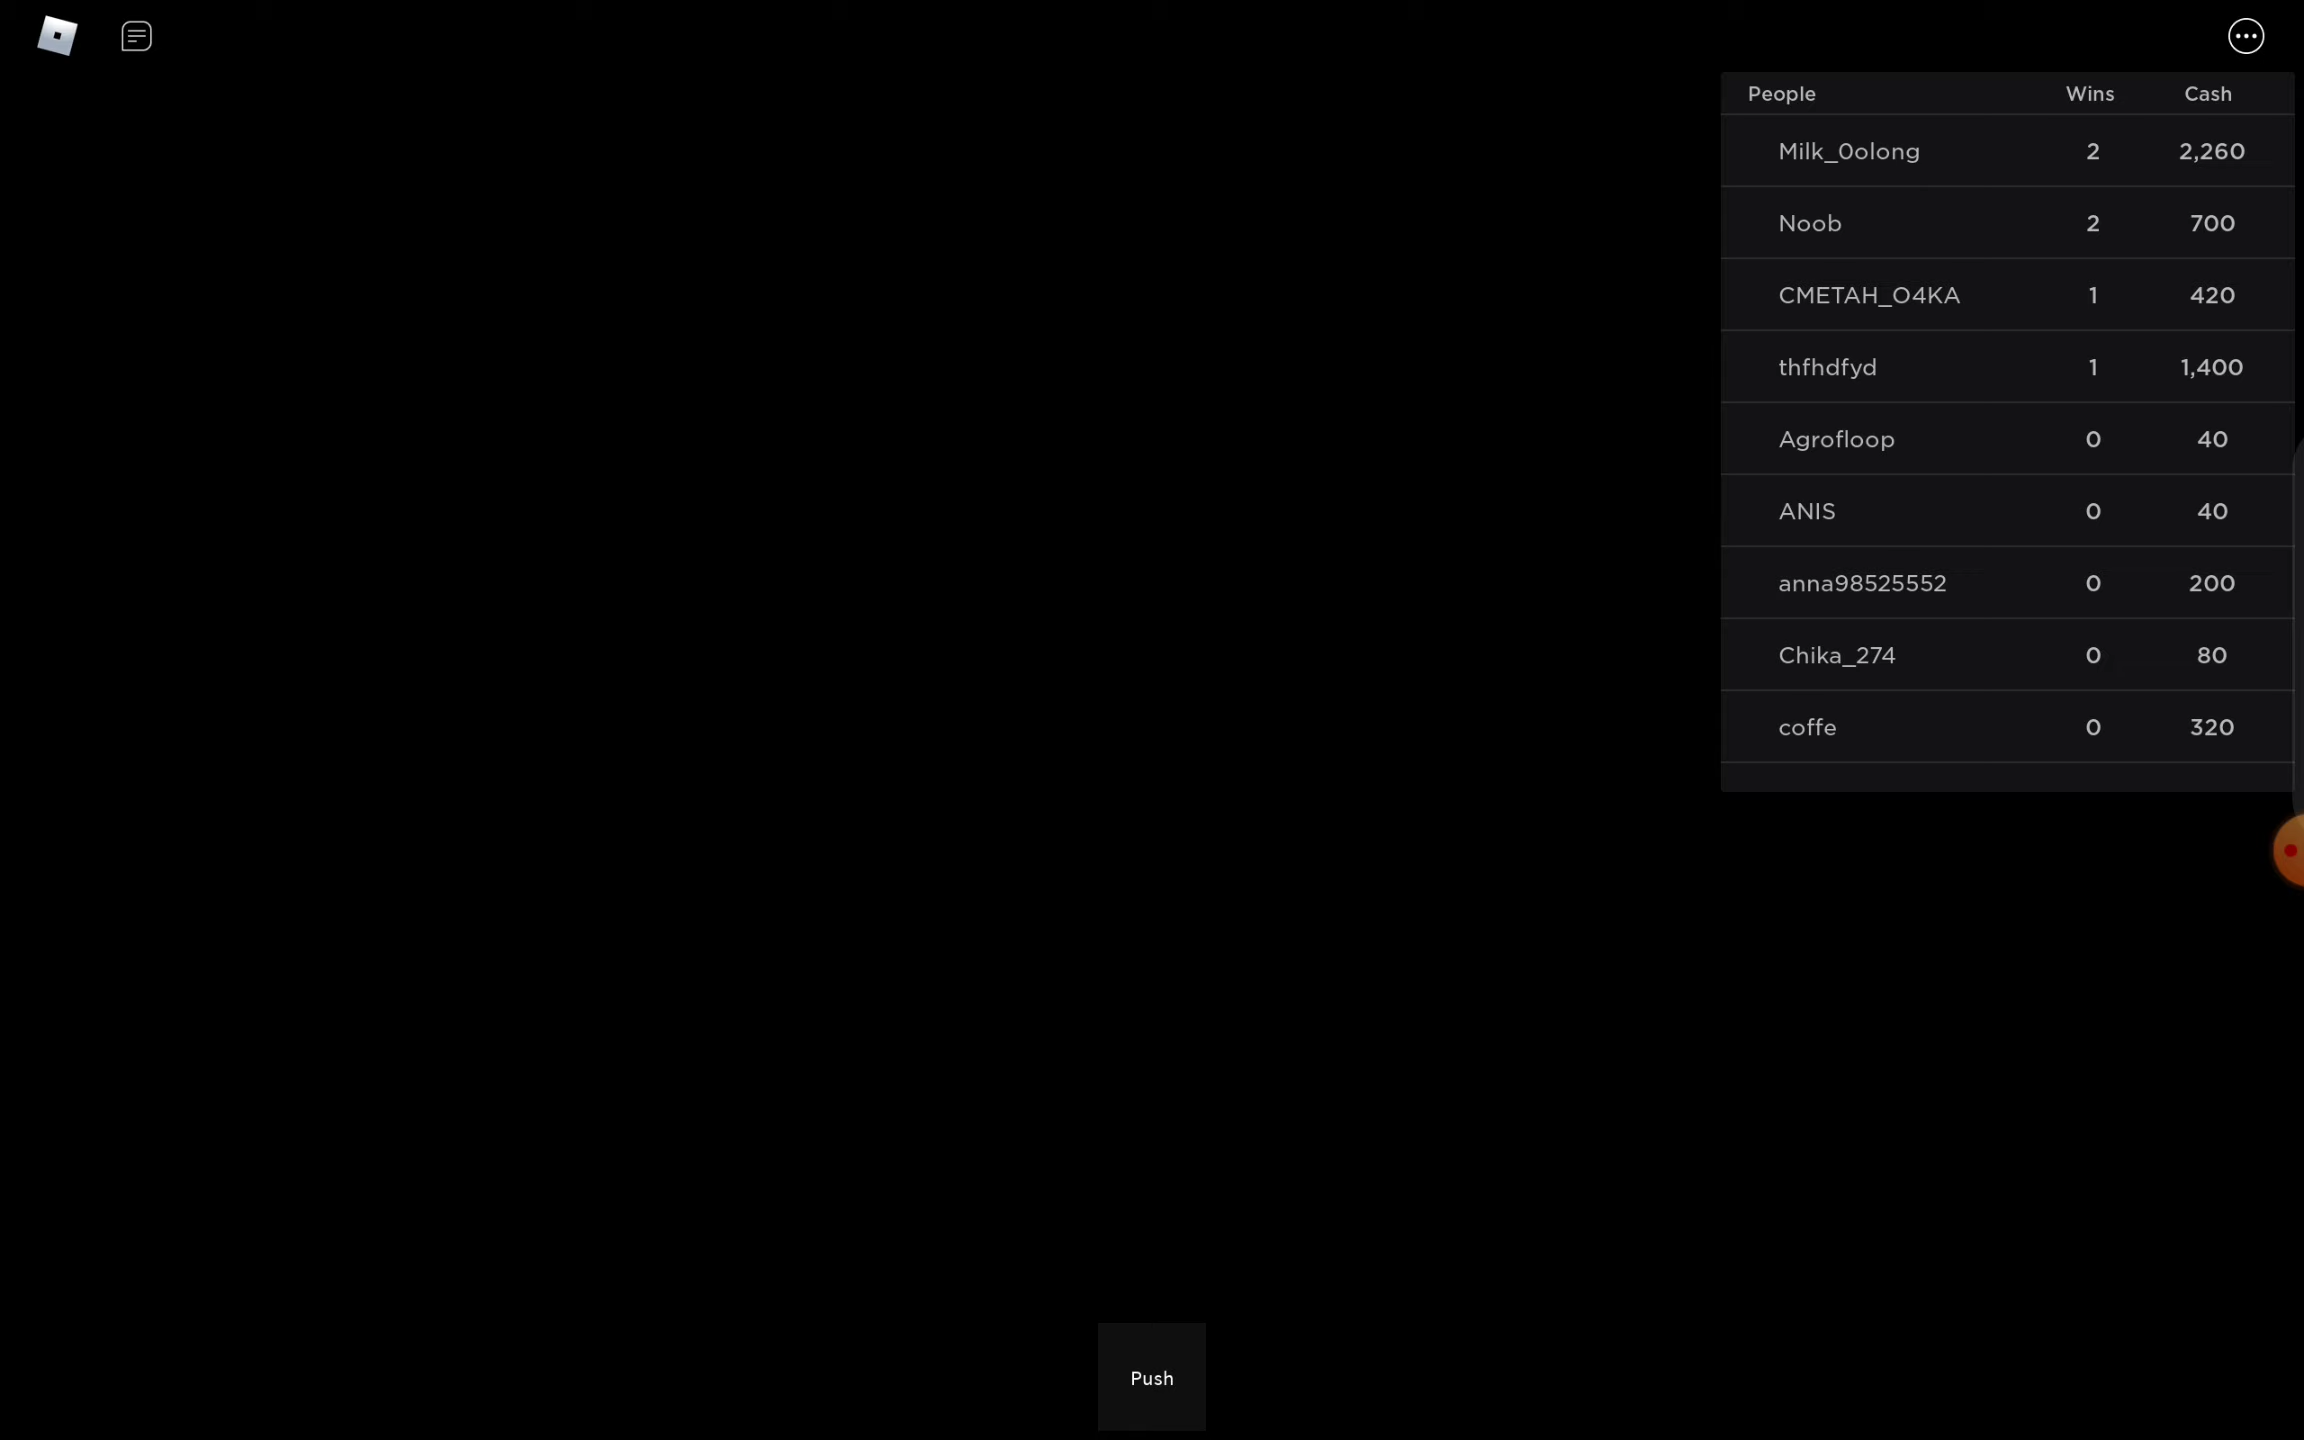 People Wins Cash
Milk_0olong 2 2,260
Noob 2 700
CMETAH_O4KA 1 420
thfhdfyd 1 1,400
Agrofloop 0 40
ANIS 0 40
anna98525552 0 200
Chika_274 0 80
coffe 0 320
Push